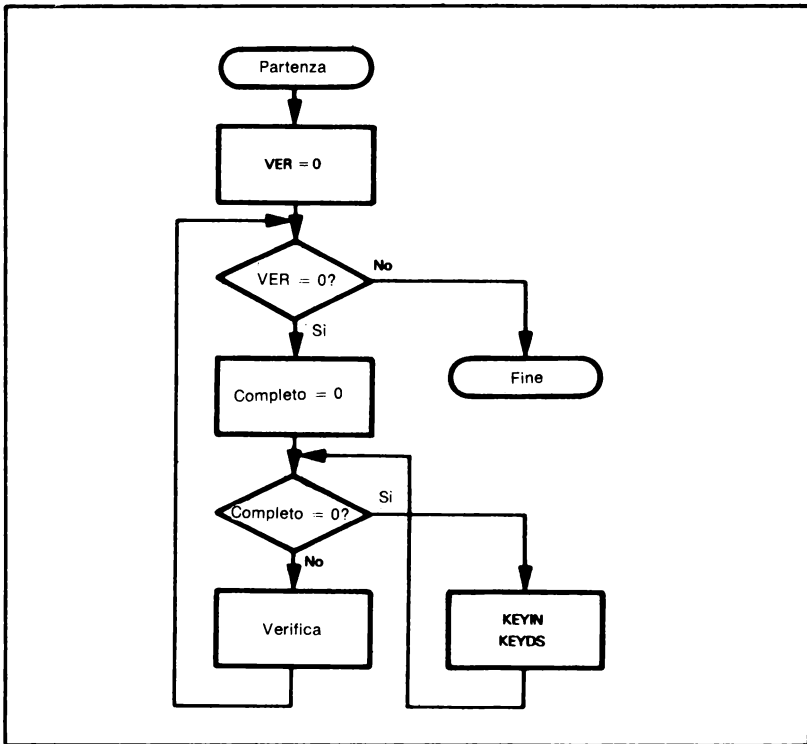 Partenza
VER = 0
VER = 0?
No
Si
Completo = 0
Fine
Completo = 0?
Si
No
Verifica
KEYIN
KEYDS